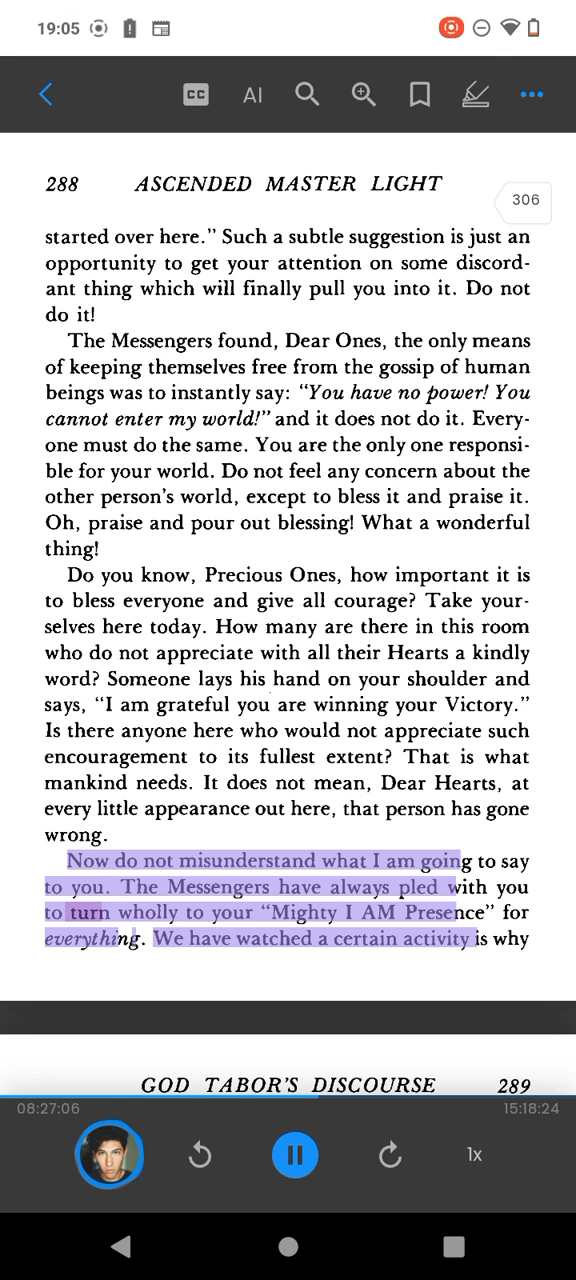 19:05
CC AI
288 ASCENDED MASTER LIGHT
306
started over here." Such a subtle suggestion is just an
opportunity to get your attention on some discord-
ant thing which will finally pull you into it. Do not
do it!
The Messengers found, Dear Ones, the only means
of keeping themselves free from the gossip of human
beings was to instantly say: "You have no power! You
cannot enter my world!" and it does not do it. Every-
one must do the same. You are the only one responsi-
ble for your world. Do not feel any concern about the
other person's world, except to bless it and praise it.
Oh, praise and pour out blessing! What a wonderful
thing!
Do you know, Precious Ones, how important it is
to bless everyone and give all courage? Take your-
selves here today. How many are there in this room
who do not appreciate with all their Hearts a kindly
word? Someone lays his hand on your shoulder and
says, "I am grateful you are winning your Victory."
Is there anyone here who would not appreciate such
encouragement to its fullest extent? That is what
mankind needs. It does not mean, Dear Hearts, at
every little appearance out here, that person has gone
wrong.
Now do not misunderstand what I am going to say
to you. The Messengers have always pled with you
to turn wholly to your "Mighty I AM Presence" for
everything. We have watched a certain activity is why
GOD TABOR'S DISCOURSE 289
08:27:06 15:18:24
1x